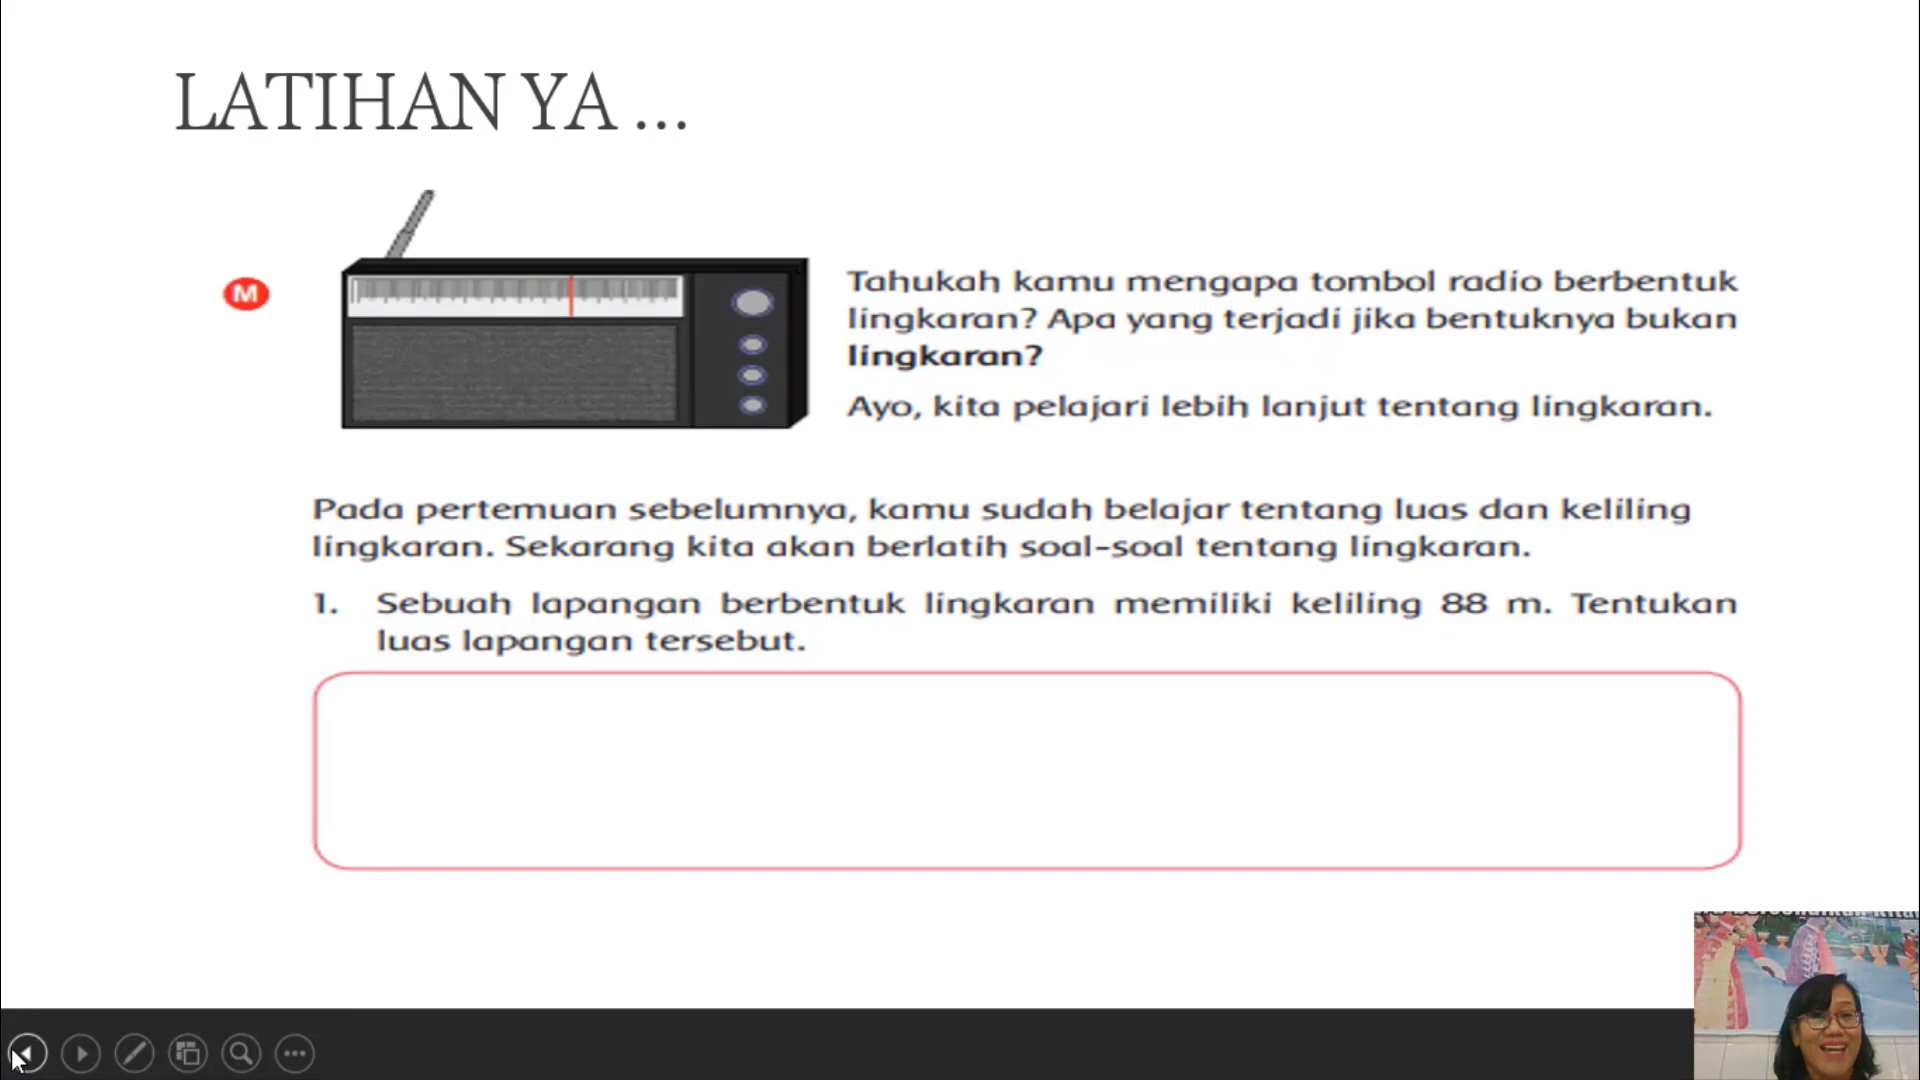 LATIHAN YA ...
M
Tahukah kamu mengapa tombol radio berbentuk
lingkaran? Apa yang terjadi jika bentuknya bukan
lingkaran?
Ayo, kita pelajari lebih lanjut tentang lingkaran.
Pada pertemuan sebelumnya, kamu sudah belajar tentang luas dan keliling
lingkaran. Sekarang kita akan berlatih soal-soal tentang lingkaran.
1. Sebuah lapangan berbentuk lingkaran memiliki keliling 88 m. Tentukan
luas lapangan tersebut.